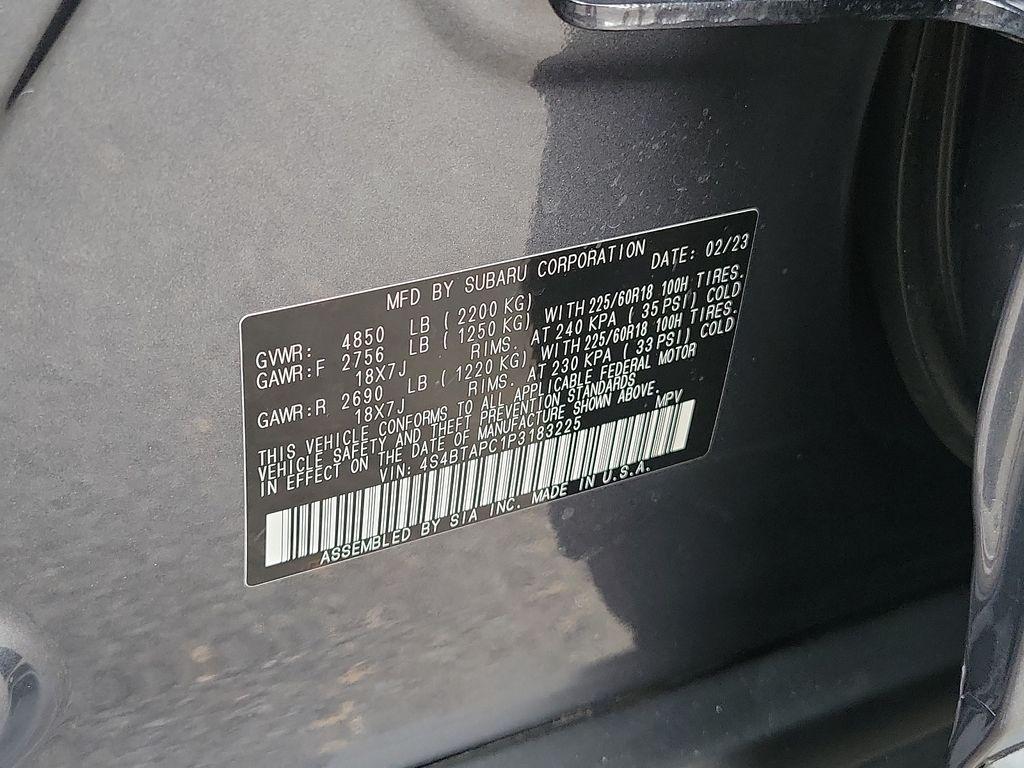 MFD BY SUBARU CORPORATION DATE: 02/23
GVWR: 4850 LB ( 2200 KG)
GAWR:F 2756 LB ( 1250 KG) WITH 225/60R18 100H TIRES.
18X7J RIMS. AT 240 KPA ( 35 PSI) COLD
GAWR:R 2690 LB ( 1220 KG) WITH 225/60R18 100H TIRES.
18X7J RIMS. AT 230 KPA ( 33 PSI) COLD
THIS VEHICLE CONFORMS TO ALL APPLICABLE FEDERAL MOTOR
VEHICLE SAFETY AND THEFT PREVENTION STANDARDS
IN EFFECT ON THE DATE OF MANUFACTURE SHOWN ABOVE.
VIN: 4S4BTAPC1P3183225 MPV
ASSEMBLED BY SIA INC. MADE IN U.S.A.